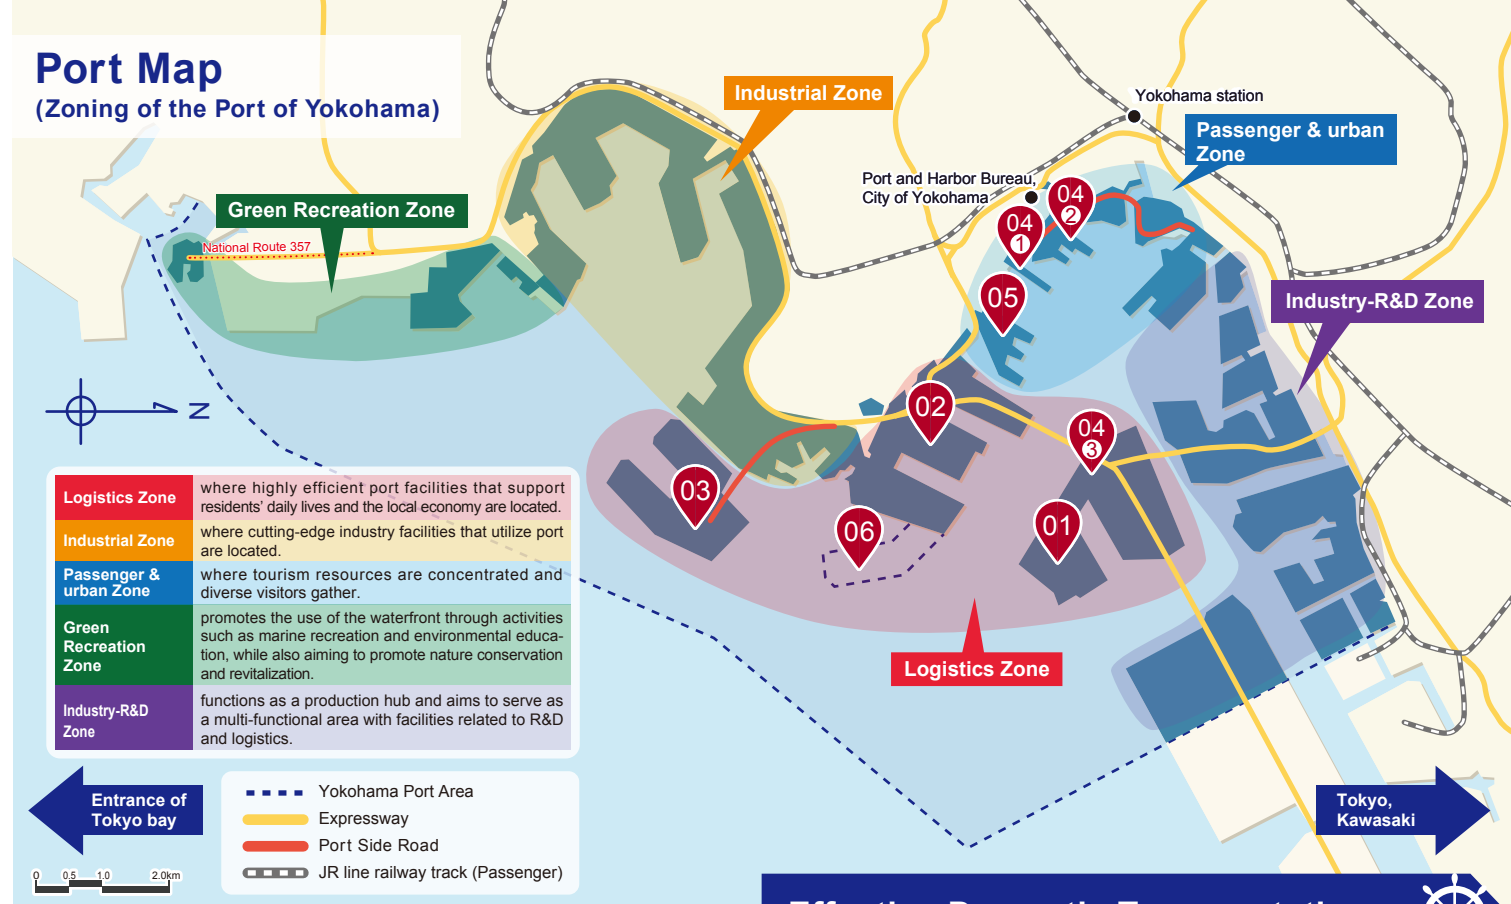 Port Map
(Zoning of the Port of Yokohama)
Industrial Zone
Yokohama station
Passenger & urban
Zone
Port and Harbor Bureau,
City of Yokohama
Green Recreation Zone
National Route 357
04
2
04
1
05
Industry-R&D Zone
02
04
3
03
06
01
N
Logistics Zone
Logistics Zone
where highly efficient port facilities that support
residents' daily lives and the local economy are located.
Industrial Zone
where cutting-edge industry facilities that utilize port
are located.
Passenger &
urban Zone
where tourism resources are concentrated and
diverse visitors gather.
Green
Recreation
Zone
promotes the use of the waterfront through activities
such as marine recreation and environmental educa-
tion, while also aiming to promote nature conservation
and revitalization.
Industry-R&D
Zone
functions as a production hub and aims to serve as
a multi-functional area with facilities related to R&D
and logistics.
Entrance of
Tokyo bay
Yokohama Port Area
Expressway
Port Side Road
JR line railway track (Passenger)
Tokyo,
Kawasaki
0 0.5 1.0 2.0km